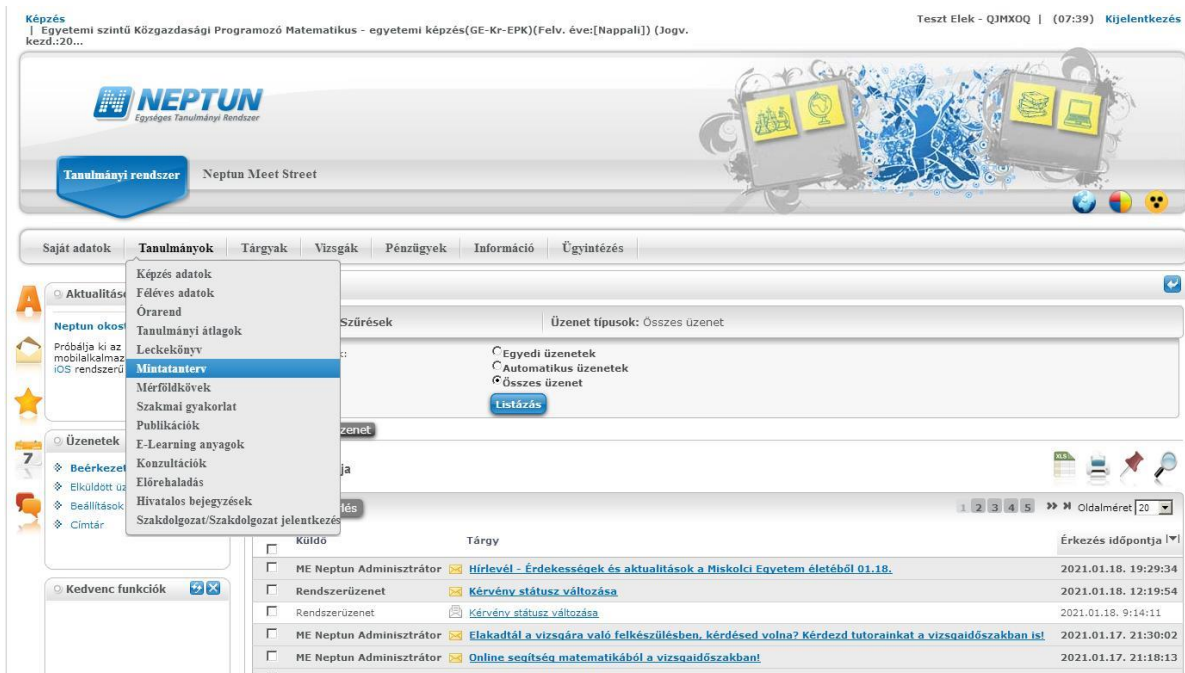 Képzés
| Egyetemi szintű Közgazdasági Programozó Matematikus - egyetemi képzés(GE-Kr-EPK)(Felv. éve:[Nappali]) (Jogv.
kezd.:20...
Teszt Elek - QJMXOQ | (07:39) Kijelentkezés
NEPTUN
Egységes Tanulmányi Rendszer
Tanulmányi rendszer Neptun Meet Street
Saját adatok Tanulmányok Tárgyak Vizsgák Pénzügyek Információ Ügyintézés
Képzés adatok
Féléves adatok
Órarend
Tanulmányi átlagok
Leckekönyv
Mintatanterv
Mérföldkövek
Szakmai gyakorlat
Publikációk
E-Learning anyagok
Konzultációk
Előrehaladás
Hivatalos bejegyzések
Szakdolgozat/Szakdolgozat jelentkezés
Neptun
Próbálja ki az
mobilalkalmaz
iOS rendszerű
7
Üzenetek
Beérkezet
Elküldött üz
Beállítások
Címtár
Kedvenc funkciók
Szűrések Üzenet típusok: Összes üzenet
Egyedi üzenetek
Automatikus üzenetek
Összes üzenet
Listázás
zenet
ja
XLS
1 2 3 4 5 Oldalméret 20
Küldő Tárgy Érkezés időpontja
ME Neptun Adminisztrátor Hírlevél - Érdekességek és aktualitások a Miskolci Egyetem életéből 01.18. 2021.01.18. 19:29:34
Rendszerüzenet Kérvény státusz változása 2021.01.18. 12:19:54
Rendszerüzenet Kérvény státusz változása 2021.01.18. 9:14:11
ME Neptun Adminisztrátor Elakadtál a vizsgára való felkészülésben, kérdésed volna? Kérdezd tutorainkat a vizsgaidőszakban is! 2021.01.17. 21:30:02
ME Neptun Adminisztrátor Online segítség matematikából a vizsgaidőszakban! 2021.01.17. 21:18:13